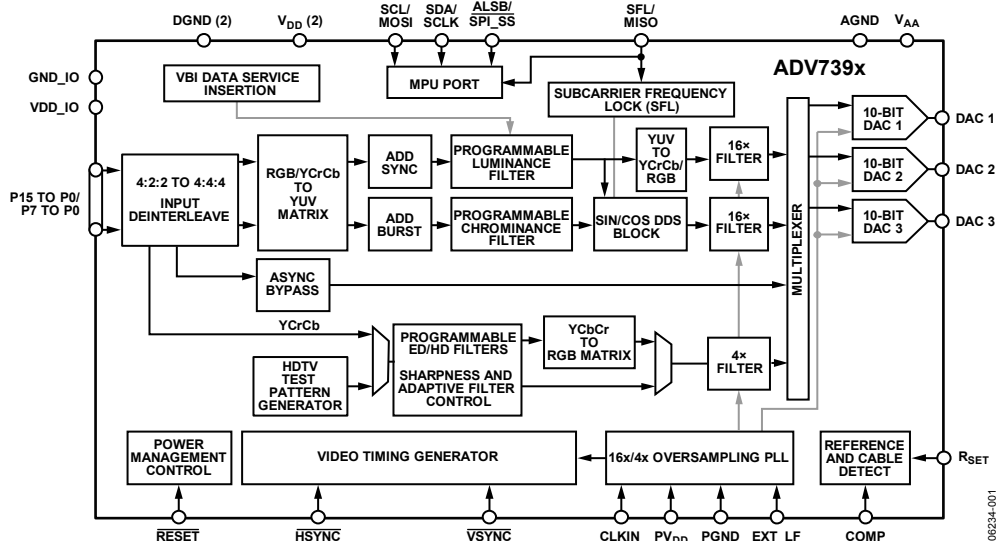 DGND (2)
VDD (2)
SCL/
MOSI
SDA/
SCLK
ALSB/
SPI_SS
SFL/
MISO
AGND
VAA
GND_IO
VDD_IO
VBI DATA SERVICE
INSERTION
MPU PORT
SUBCARRIER FREQUENCY
LOCK (SFL)
ADV739x
P15 TO P0/
P7 TO P0
4:2:2 TO 4:4:4
INPUT
DEINTERLEAVE
RGB/YCrCb
TO
YUV
MATRIX
ADD
SYNC
PROGRAMMABLE
LUMINANCE
FILTER
YUV
TO
YCrCb/
RGB
16×
FILTER
ADD
BURST
PROGRAMMABLE
CHROMINANCE
FILTER
SIN/COS DDS
BLOCK
16×
FILTER
MULTIPLEXER
10-BIT
DAC 1
DAC 1
10-BIT
DAC 2
DAC 2
10-BIT
DAC 3
DAC 3
ASYNC
BYPASS
YCrCb
HDTV
TEST
PATTERN
GENERATOR
PROGRAMMABLE
ED/HD FILTERS
SHARPNESS AND
ADAPTIVE FILTER
CONTROL
YCbCr
TO
RGB MATRIX
4×
FILTER
POWER
MANAGEMENT
CONTROL
VIDEO TIMING GENERATOR
16x/4x OVERSAMPLING PLL
REFERENCE
AND CABLE
DETECT
RSET
RESET
HSYNC
VSYNC
CLKIN
PVDD
PGND
EXT_LF
COMP
06234-001